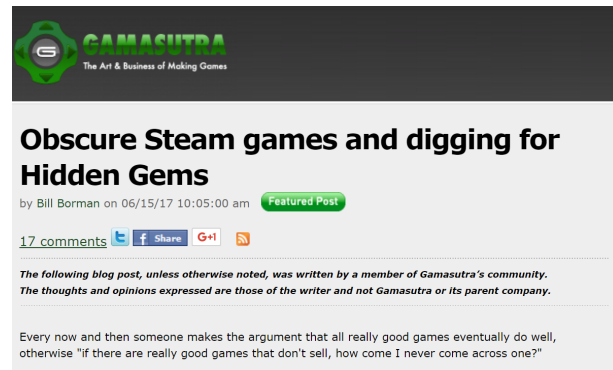 GAMASUTRA
The Art & Business of Making Games
Obscure Steam games and digging for
Hidden Gems
by Bill Borman on 06/15/17 10:05:00 am Featured Post
17 comments t f Share G+1
The following blog post, unless otherwise noted, was written by a member of Gamasutra's community.
The thoughts and opinions expressed are those of the writer and not Gamasutra or its parent company.
Every now and then someone makes the argument that all really good games eventually do well,
otherwise "if there are really good games that don't sell, how come I never come across one?"